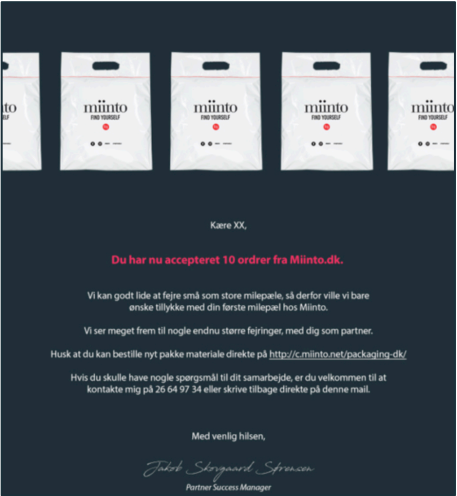 into
miinto
miinto
miinto
miinto
FIND YOURSELF
FIND YOURSELF
FIND YOURSELF
FIND YOURSELF
Kære XX,
Du har nu accepteret 10 ordrer fra Miinto.dk.
Vi kan godt lide at fejre små som store milepæle, så derfor ville vi bare
ønske tillykke med din første milepæl hos Miinto.
Vi ser meget frem til nogle endnu større fejringer, med dig som partner.
Husk at du kan bestille nyt pakke materiale direkte på http://c.miinto.net/packaging-dk/
Hvis du skulle have nogle spørgsmål til dit samarbejde, er du velkommen til at
kontakte mig på 26 64 97 34 eller skrive tilbage direkte på denne mail.
Med venlig hilsen,
Jakob Skovgaard Sørensen
Partner Success Manager